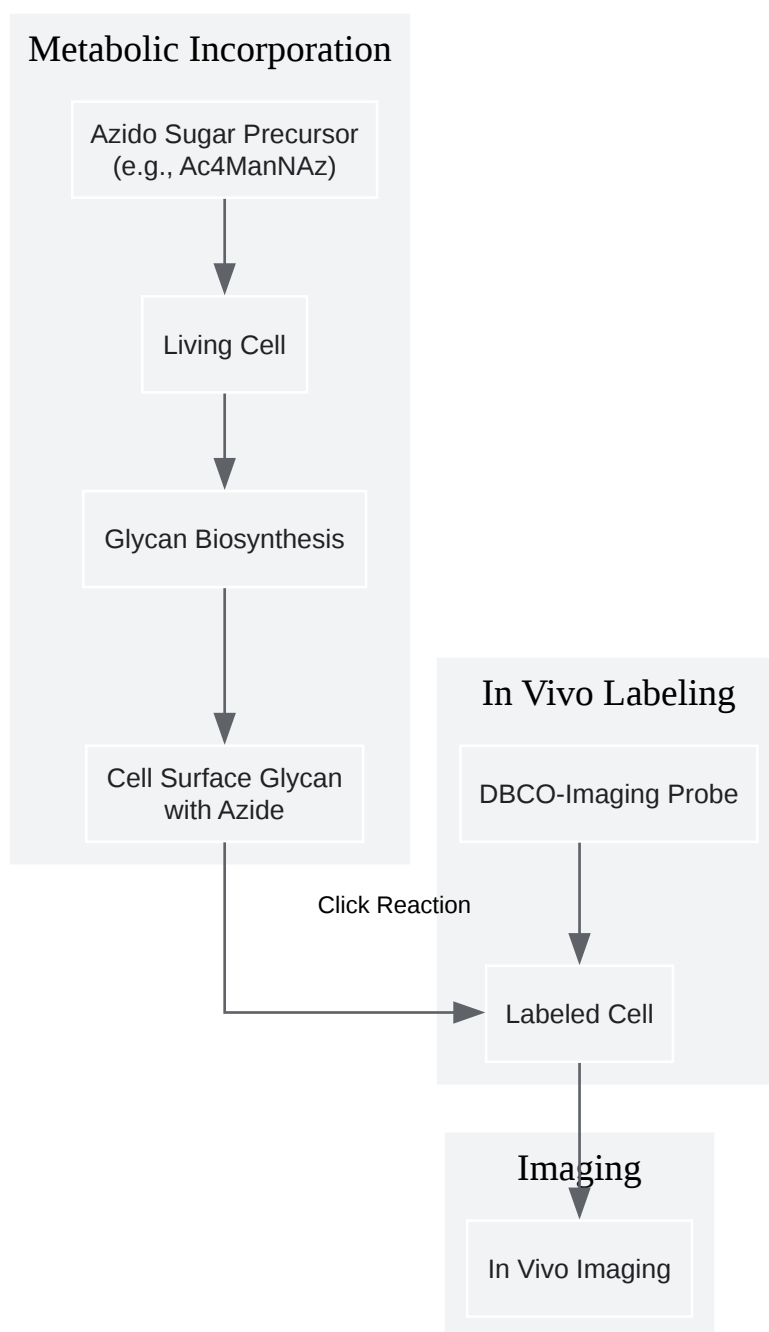 Metabolic Incorporation
Azido Sugar Precursor
(e.g., Ac4ManNAz)
Living Cell
Glycan Biosynthesis
Cell Surface Glycan
with Azide
In Vivo Labeling
DBCO-Imaging Probe
Click Reaction
Labeled Cell
Imaging
In Vivo Imaging